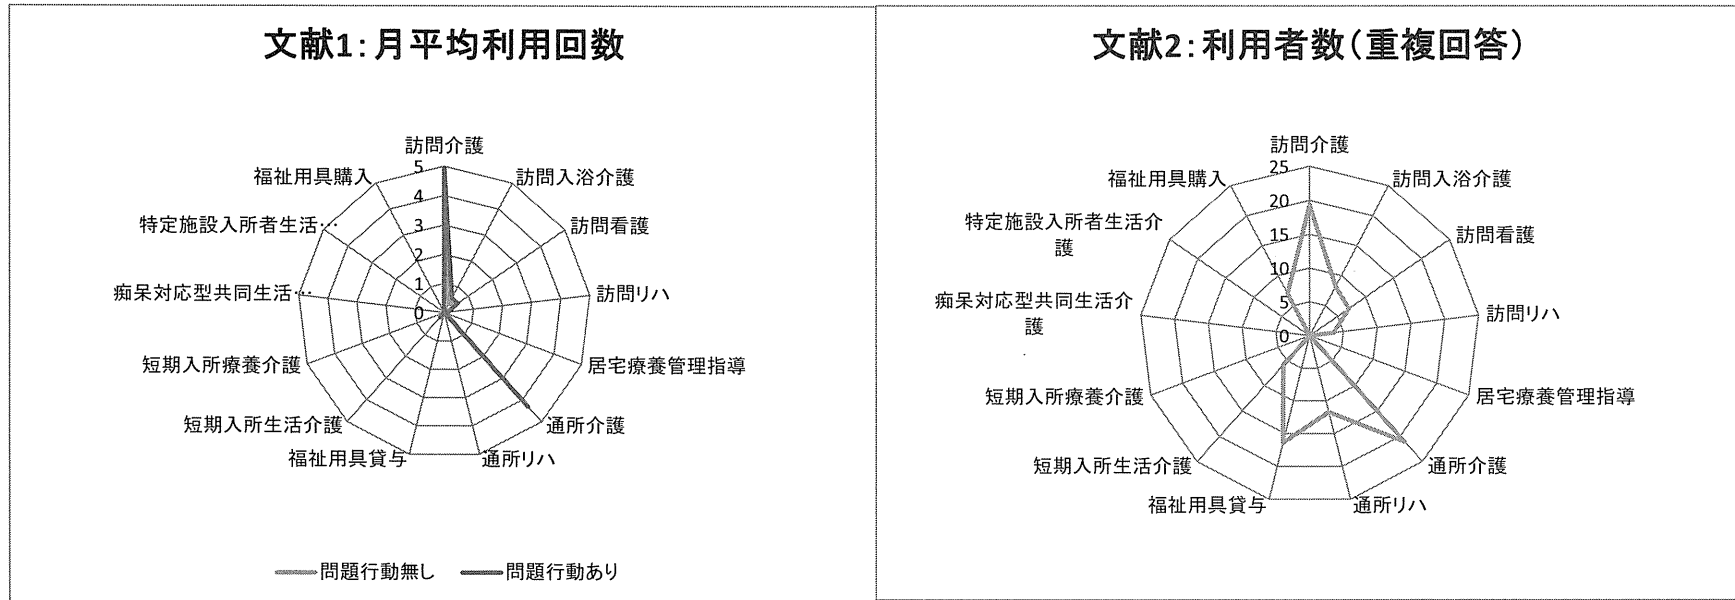 文献1：月平均利用回数
訪問介護
訪問入浴介護
訪問看護
訪問リハ
居宅療養管理指導
通所介護
通所リハ
福祉用具貸与
短期入所生活介護
短期入所療養介護
痴呆対応型共同生活…
特定施設入所者生活…
福祉用具購入
5
4
3
2
1
0
問題行動無し
問題行動あり
文献2：利用者数（重複回答）
訪問介護
訪問入浴介護
訪問看護
訪問リハ
居宅療養管理指導
通所介護
通所リハ
福祉用具貸与
短期入所生活介護
短期入所療養介護
痴呆対応型共同生活介
護
特定施設入所者生活介
護
福祉用具購入
25
20
15
10
5
0